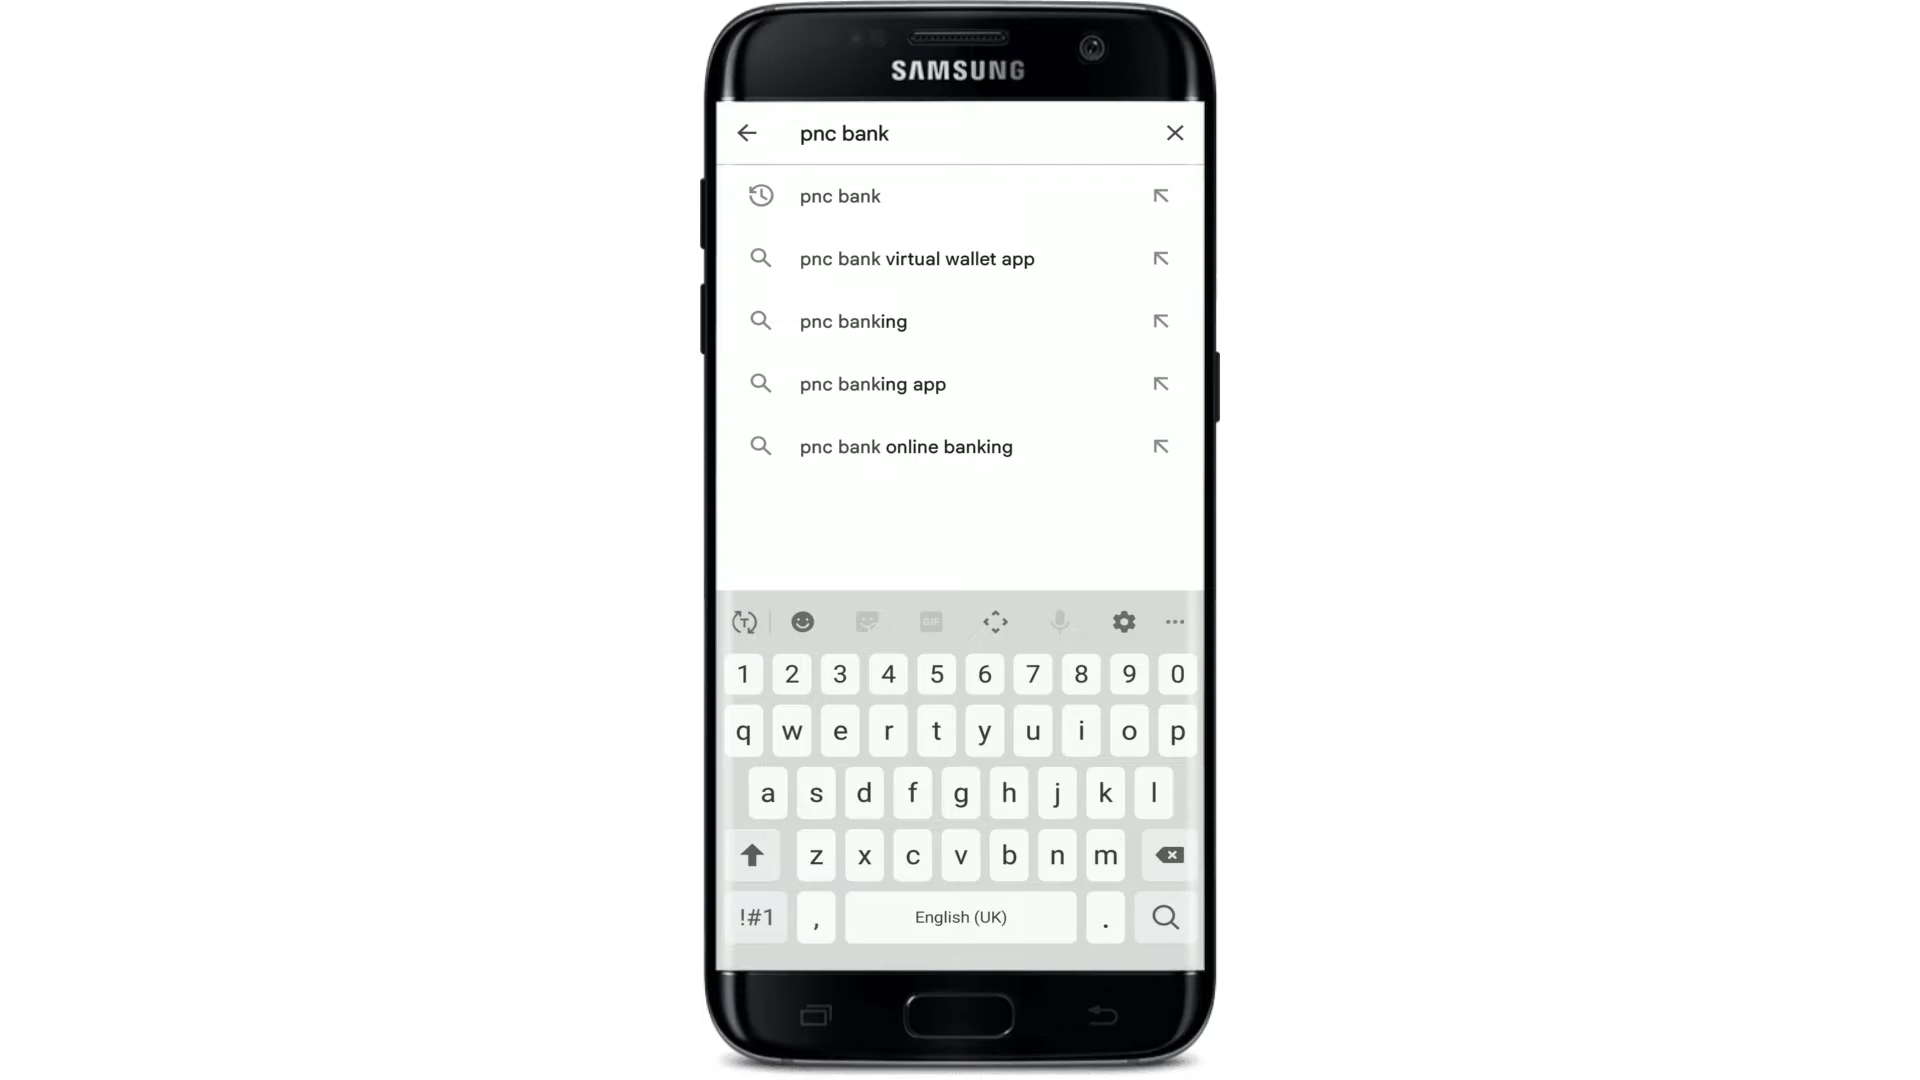 SAMSUNG
pnc bank
pnc bank
pnc bank virtual wallet app
pnc banking
pnc banking app
pnc bank online banking
T GIF
1 2 3 4 5 6 7 8 9 0
q w e r t y u i o p
a s d f g h j k l
z x c v b n m
!#1 , English (UK) .